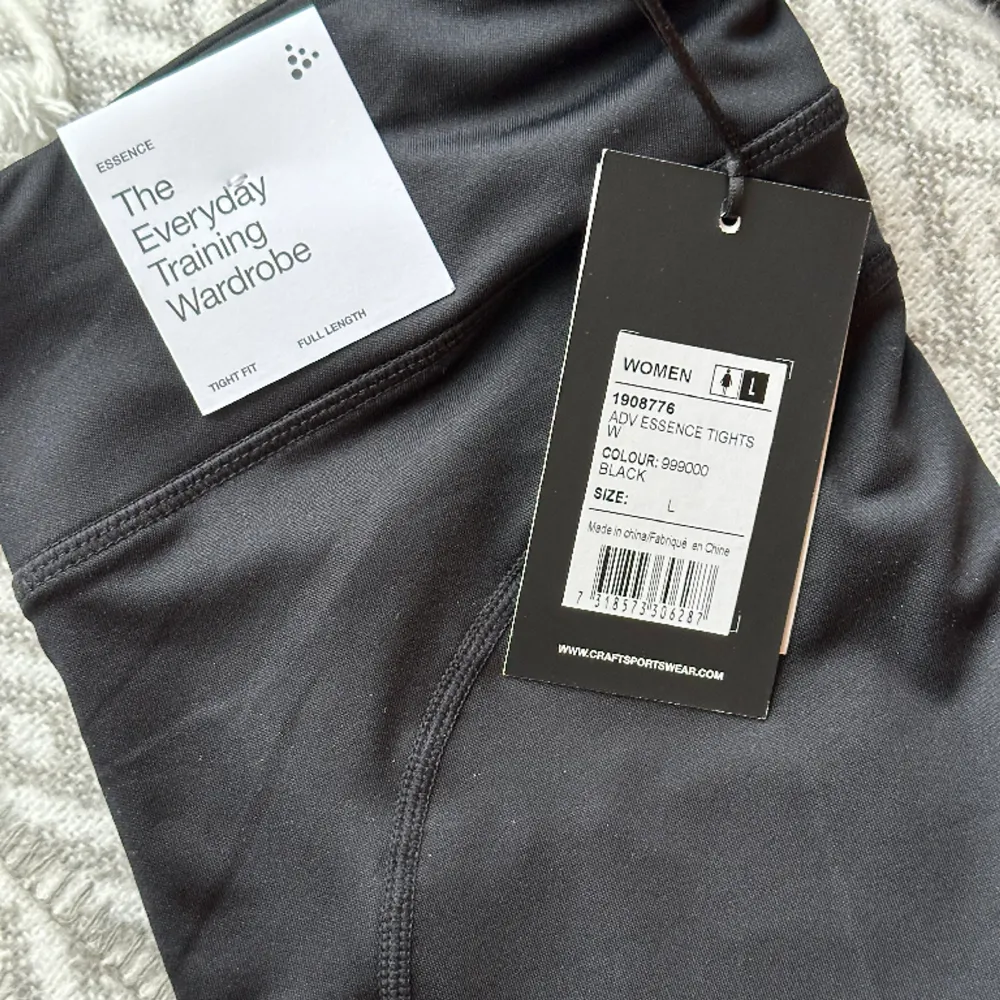 ESSENCE
The
Everyday
Training
Wardrobe
TIGHT FIT
FULL LENGTH
WOMEN
L
1908776
ADV ESSENCE TIGHTS
W
COLOUR: 999000
BLACK
SIZE: L
Made in china/Fabriqué en Chine
7 318573 306287
WWW.CRAFTSPORTSWEAR.COM